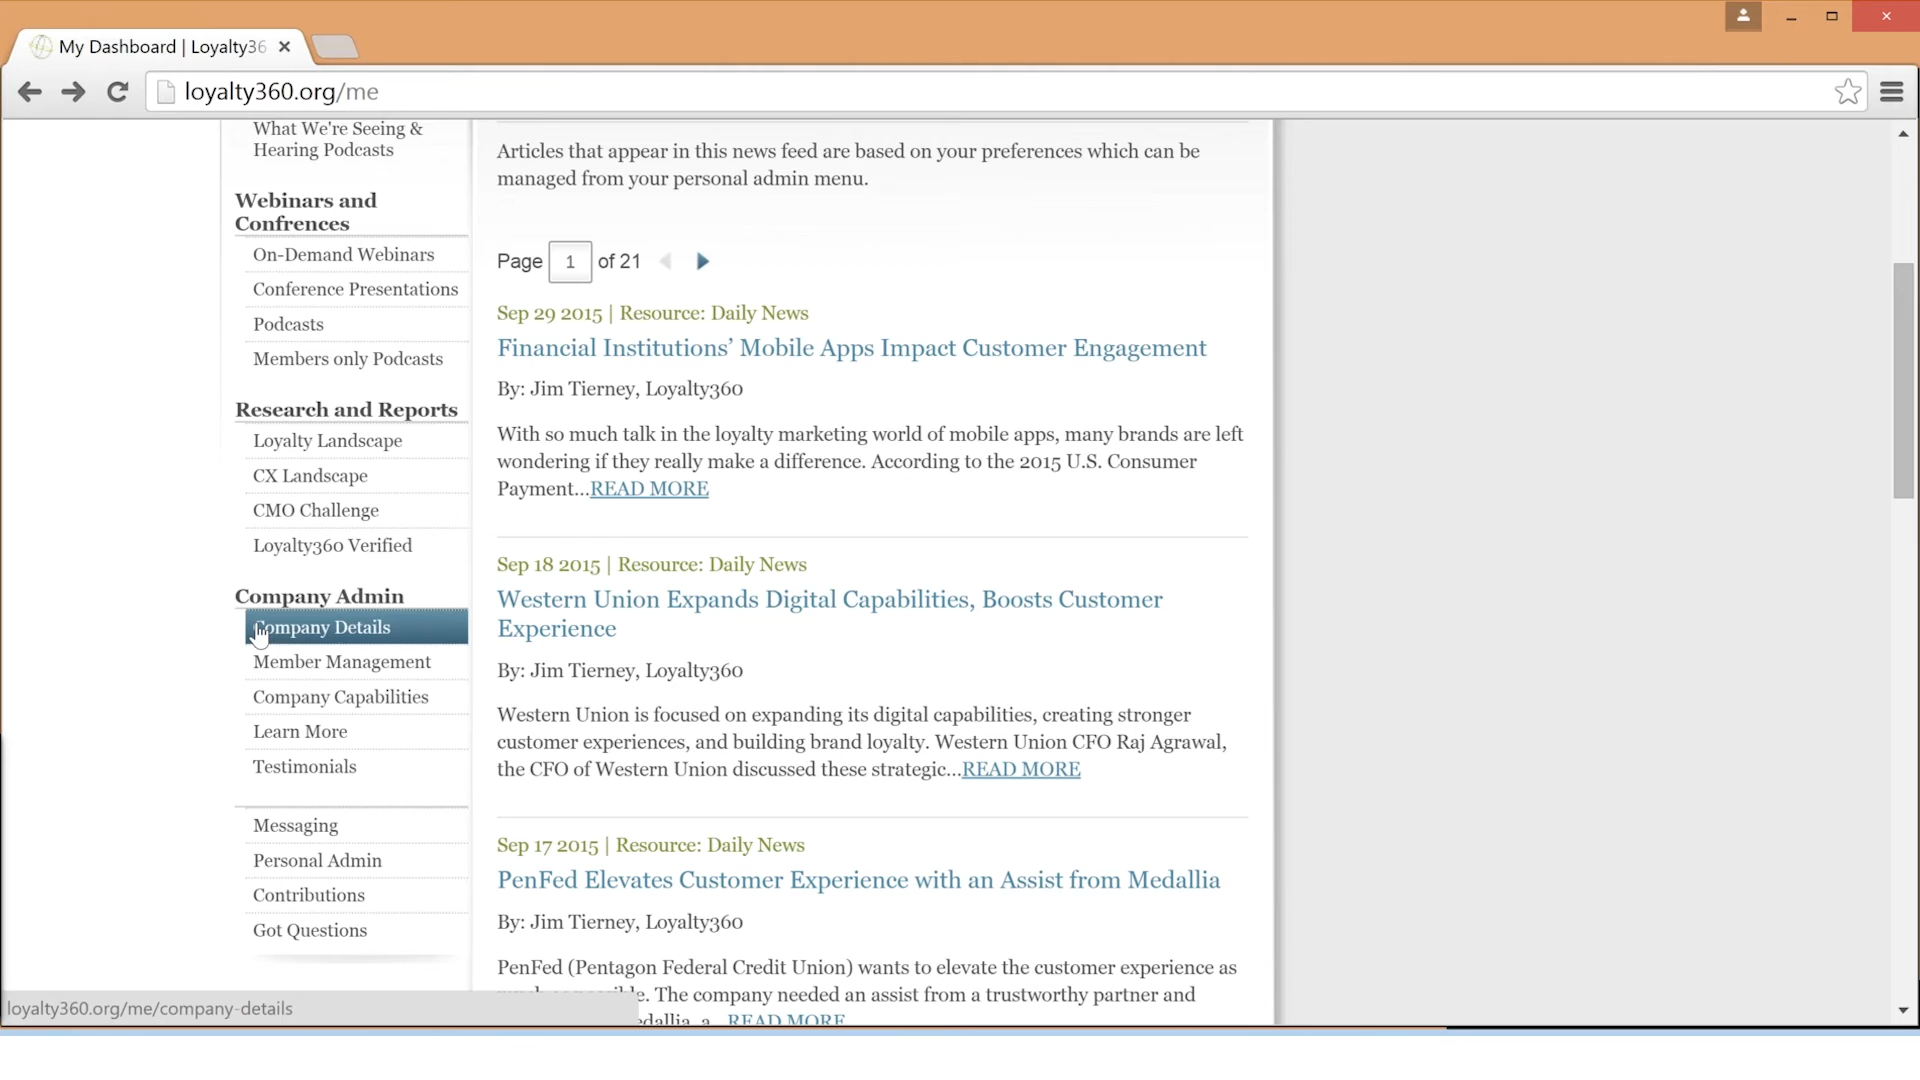 My Dashboard | Loyalty36
loyalty360.org/me
What We're Seeing &
Hearing Podcasts
Webinars and
Confrences
On-Demand Webinars
Conference Presentations
Podcasts
Members only Podcasts
Research and Reports
Loyalty Landscape
CX Landscape
CMO Challenge
Loyalty360 Verified
Company Admin
Company Details
Member Management
Company Capabilities
Learn More
Testimonials
Messaging
Personal Admin
Contributions
Got Questions
Articles that appear in this news feed are based on your preferences which can be
managed from your personal admin menu.
Page 1 of 21
Sep 29 2015 | Resource: Daily News
Financial Institutions’ Mobile Apps Impact Customer Engagement
By: Jim Tierney, Loyalty360
With so much talk in the loyalty marketing world of mobile apps, many brands are left
wondering if they really make a difference. According to the 2015 U.S. Consumer
Payment...READ MORE
Sep 18 2015 | Resource: Daily News
Western Union Expands Digital Capabilities, Boosts Customer
Experience
By: Jim Tierney, Loyalty360
Western Union is focused on expanding its digital capabilities, creating stronger
customer experiences, and building brand loyalty. Western Union CFO Raj Agrawal,
the CFO of Western Union discussed these strategic...READ MORE
Sep 17 2015 | Resource: Daily News
PenFed Elevates Customer Experience with an Assist from Medallia
By: Jim Tierney, Loyalty360
PenFed (Pentagon Federal Credit Union) wants to elevate the customer experience as
The company needed an assist from a trustworthy partner and
READ MORE
loyalty360.org/me/company-details